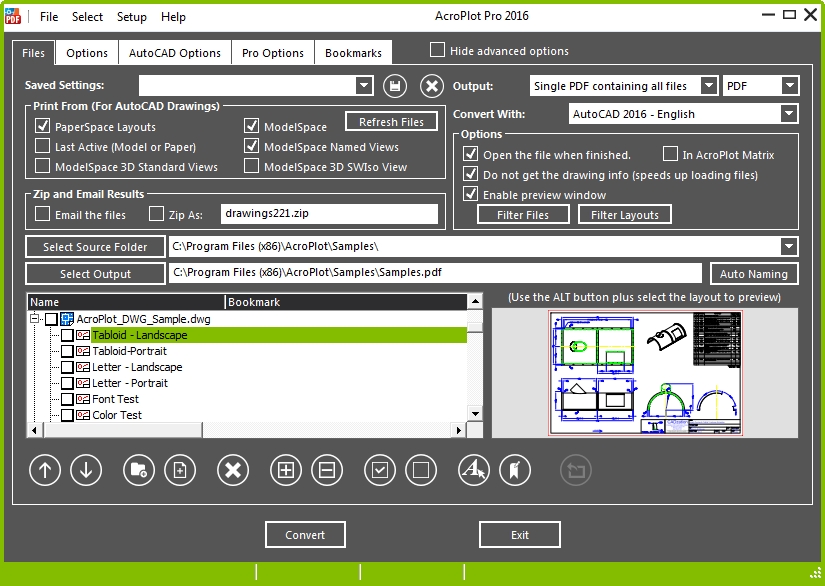 PDF File Select Setup Help AcroPlot Pro 2016
Files Options AutoCAD Options Pro Options Bookmarks Hide advanced options
Saved Settings: Output: Single PDF containing all files PDF
Print From (For AutoCAD Drawings) Convert With: AutoCAD 2016 - English
PaperSpace Layouts ModelSpace Refresh Files
Last Active (Model or Paper) ModelSpace Named Views
ModelSpace 3D Standard Views ModelSpace 3D SWIso View
Options
Open the file when finished. In AcroPlot Matrix
Do not get the drawing info (speeds up loading files)
Enable preview window
Filter Files Filter Layouts
Zip and Email Results
Email the files Zip As: drawings221.zip
Select Source Folder C:\Program Files (x86)\AcroPlot\Samples\
Select Output C:\Program Files (x86)\AcroPlot\Samples\Samples.pdf Auto Naming
Name Bookmark (Use the ALT button plus select the layout to preview)
AcroPlot_DWG_Sample.dwg
Tabloid - Landscape
Tabloid-Portrait
Letter - Landscape
Letter - Portrait
Font Test
Color Test
Convert Exit